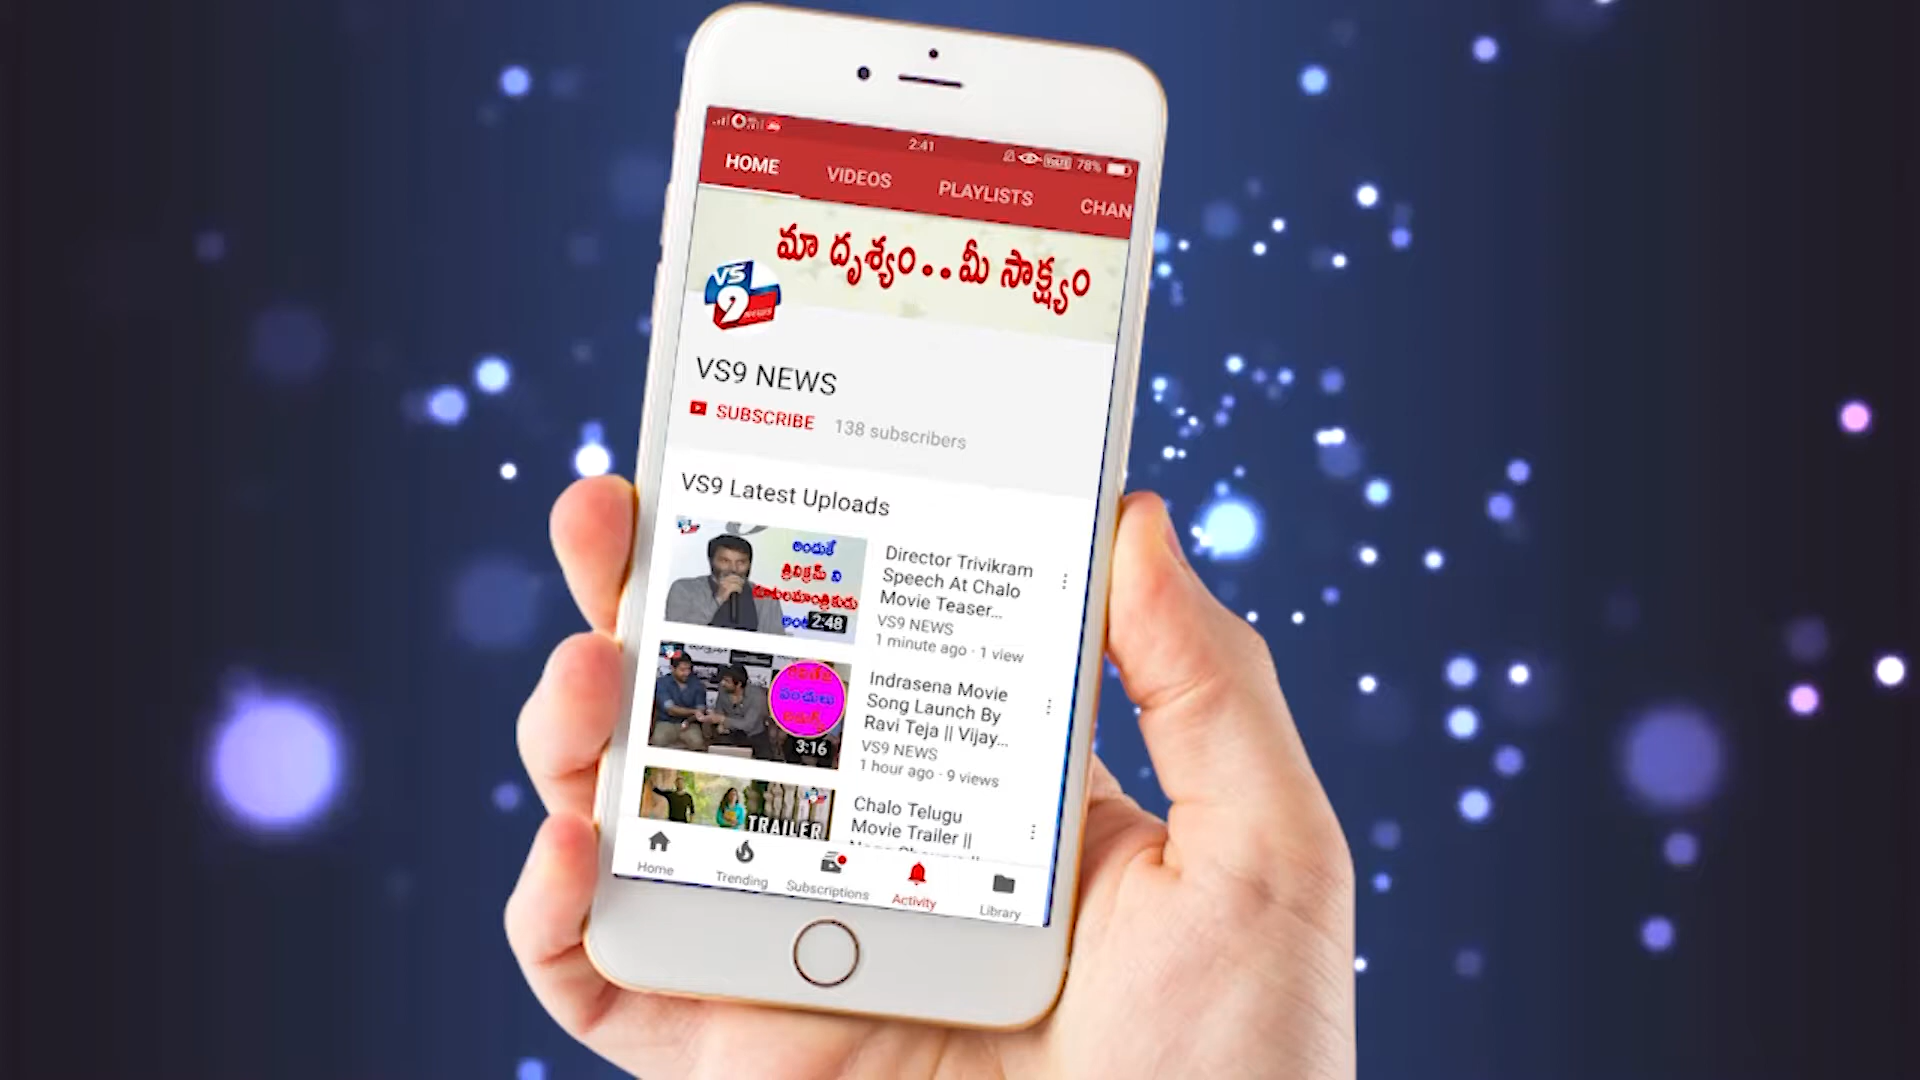 2:41
78%
HOME
VIDEOS
PLAYLISTS
CHAN
మా దృశ్యం..మీ సాక్ష్యం
VS
9
VS9 NEWS
SUBSCRIBE
138 subscribers
VS9 Latest Uploads
అందుకే
త్రివిక్రమ్ ని
మాటలమాంత్రికుడు
2:48
Director Trivikram
Speech At Chalo
Movie Teaser...
VS9 NEWS
1 minute ago · 1 view
పంచులు
3:16
Indrasena Movie
Song Launch By
Ravi Teja || Vijay...
VS9 NEWS
1 hour ago · 9 views
TRAILER
Chalo Telugu
Movie Trailer ||
Home
Trending
Subscriptions
Activity
Library